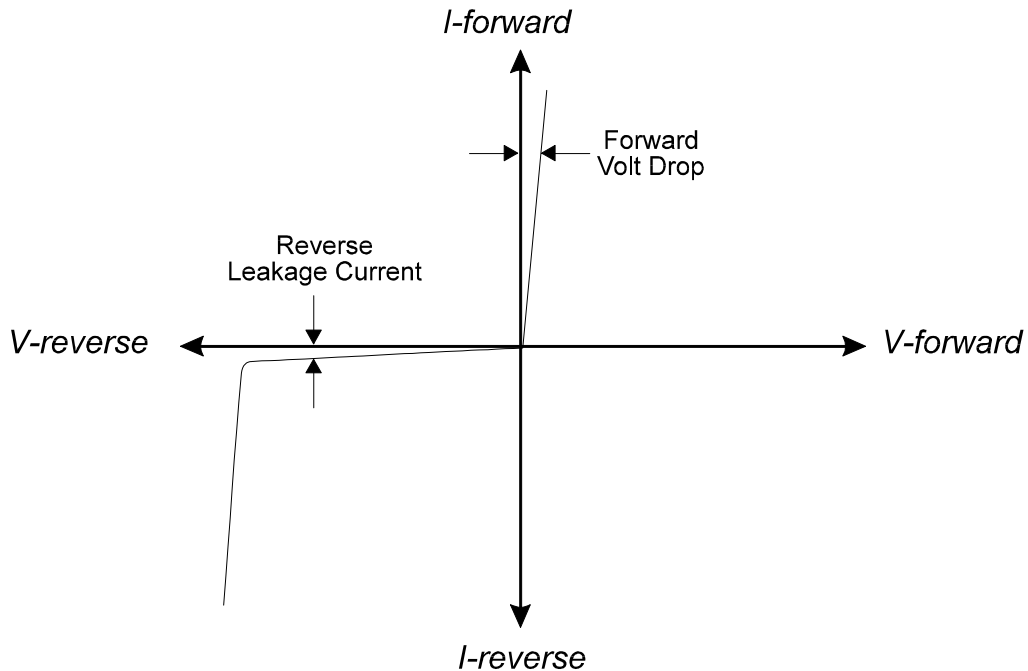 I-forward
Forward
Volt Drop
Reverse
Leakage Current
V-reverse
V-forward
I-reverse